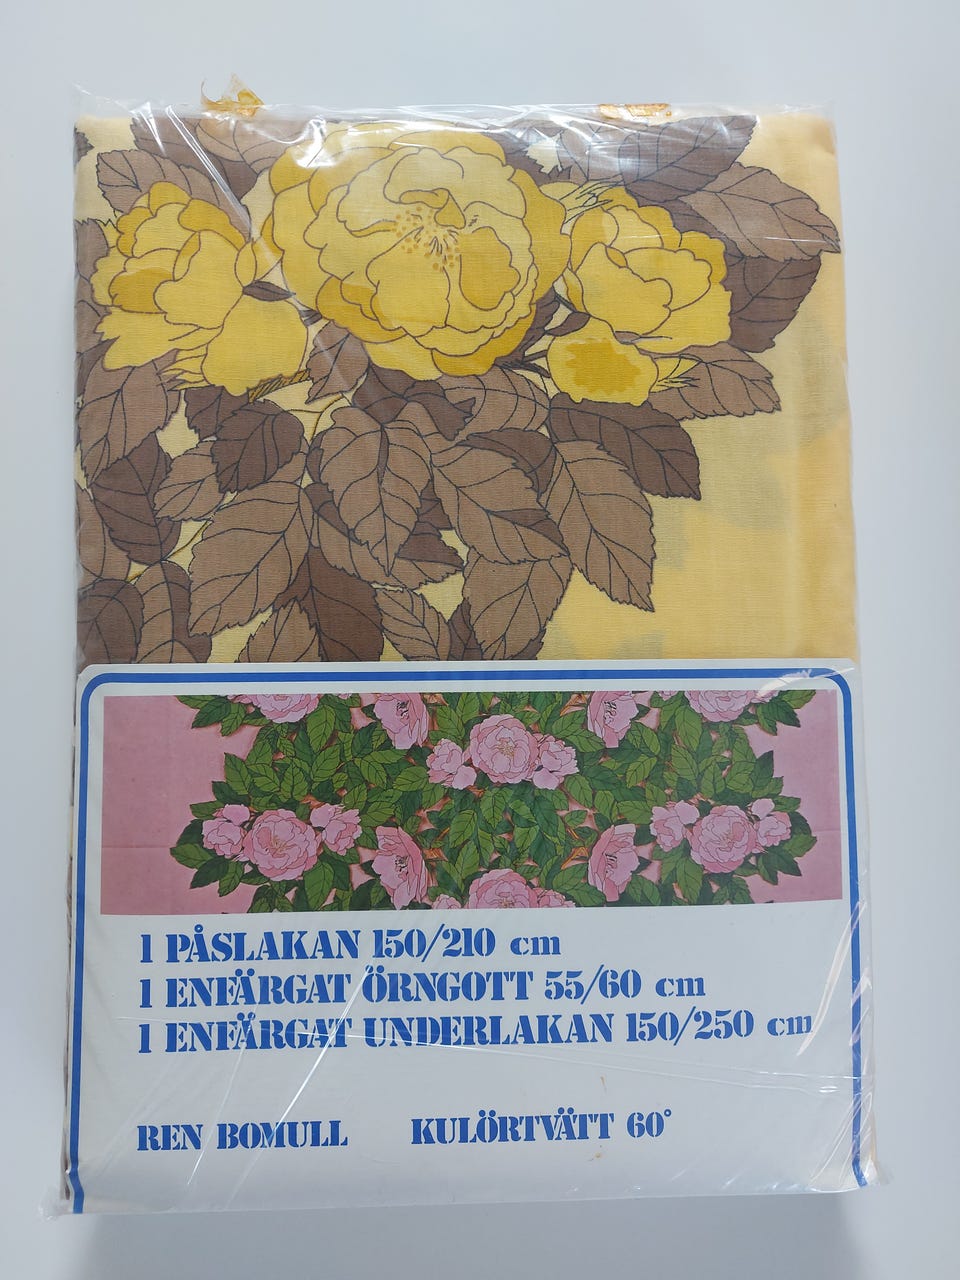 1 PÅSLAKAN 150/210 cm
1 ENFÄRGAT ÖRNGOTT 55/60 cm
1 ENFÄRGAT UNDERLAKAN 150/250 cm
REN BOMULL KULÖRTVÄTT 60°